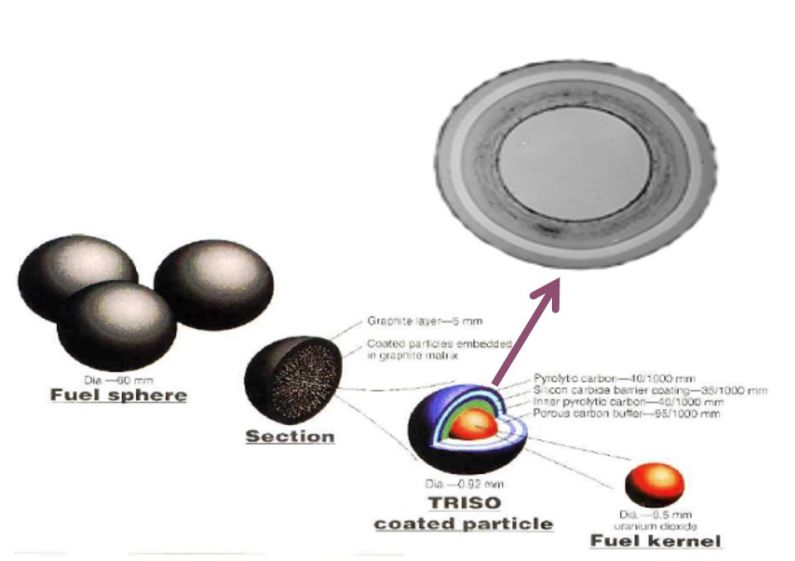 Graphite layer—5 mm
Coated particles embedded
in graphite matrix
Dia.—60 mm
Fuel sphere
Section
Pyrolytic carbon—40/1000 mm
Silicon carbide barrier coating—35/1000 mm
Inner pyrolytic carbon—40/1000 mm
Porous carbon buffer—95/1000 mm
Dia.—0.92 mm
TRISO
coated particle
Dia.—0.5 mm
uranium dioxide
Fuel kernel